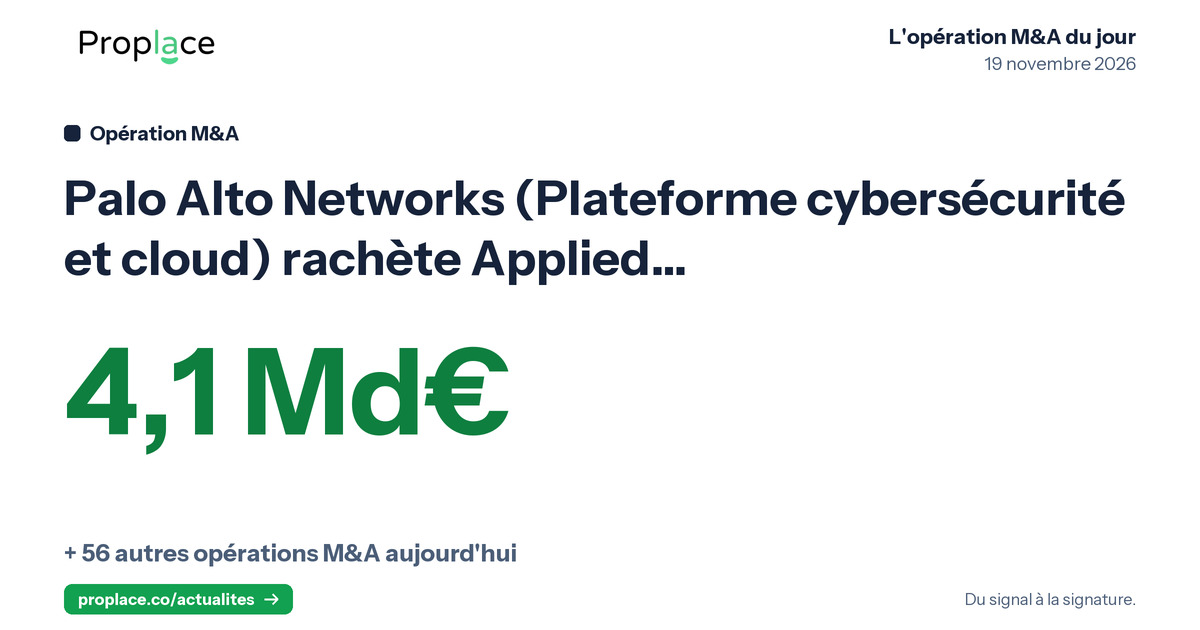 Proplace
L'opération M&A du jour
19 novembre 2026
Opération M&A
Palo Alto Networks (Plateforme cybersécurité
et cloud) rachète Applied...
4,1 Md€
+ 56 autres opérations M&A aujourd'hui
proplace.co/actualites →
Du signal à la signature.